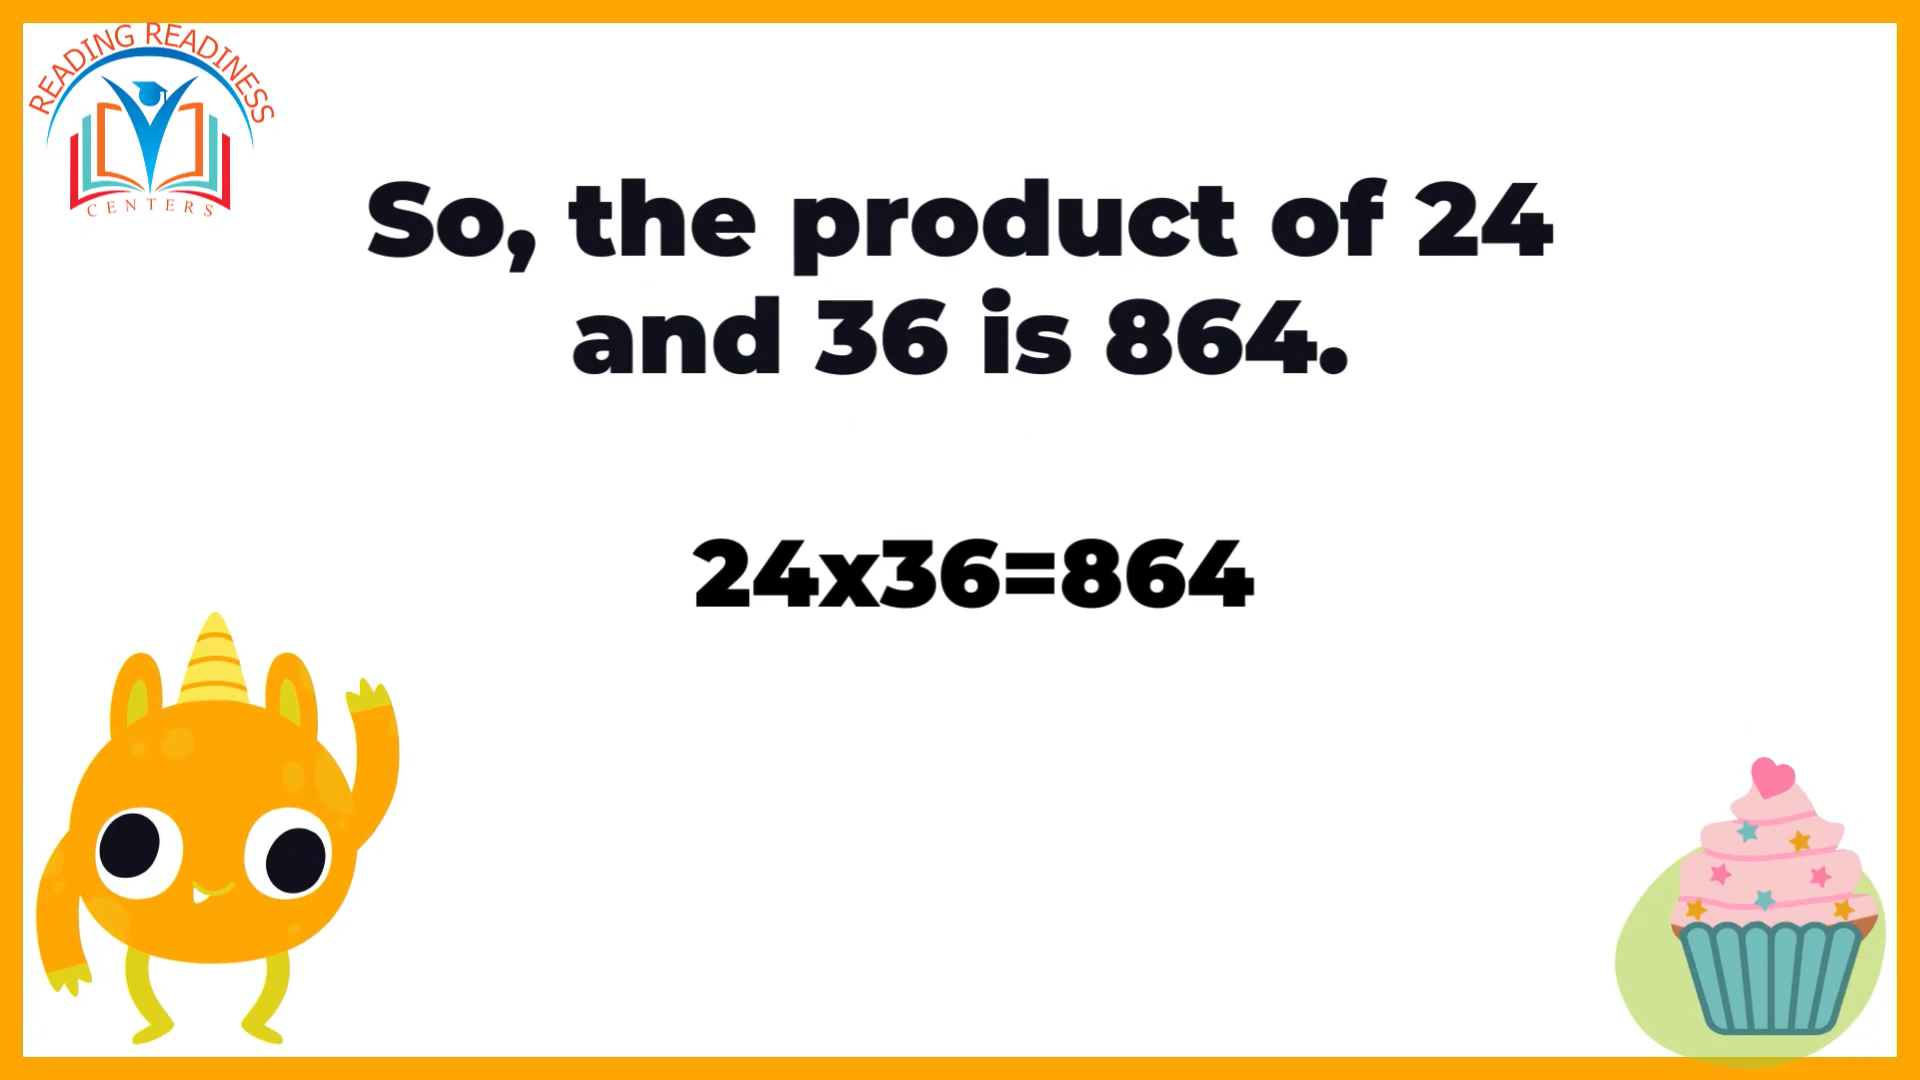 READING READINESS
CENTERS
So, the product of 24
and 36 is 864.
24x36=864